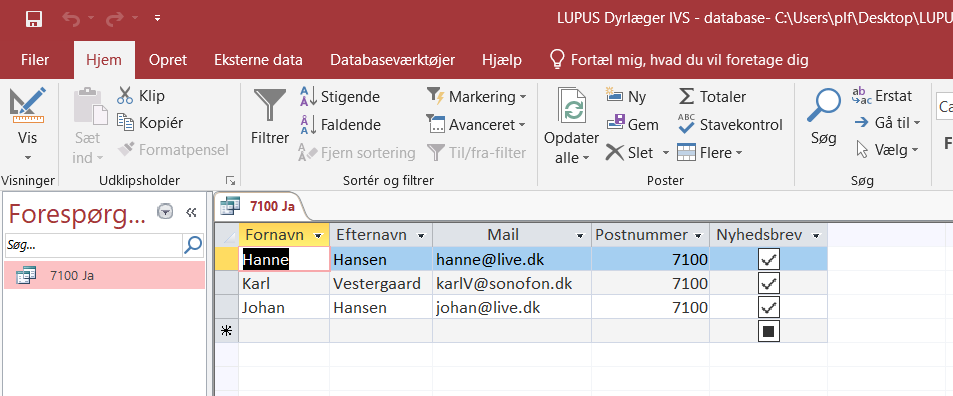 LUPUS Dyrlæger IVS - database- C:\Users\plf\Desktop\LUPU
Filer Hjem Opret Eksterne data Databaseværktøjer Hjælp Fortæl mig, hvad du vil foretage dig
Vis
Visninger
Sæt ind
Klip
Kopiér
Formatpensel
Udklipsholder
Filtrer
Stigende
Faldende
Fjern sortering
Markering
Avanceret
Til/fra-filter
Sortér og filtrer
Opdater alle
Ny
Gem
Slet
Totaler
Stavekontrol
Flere
Poster
Søg
Erstat
Gå til
Vælg
Søg
Ca
F
Forespørg...
Søg...
7100 Ja
7100 Ja
Fornavn Efternavn Mail Postnummer Nyhedsbrev
Hanne Hansen hanne@live.dk 7100
Karl Vestergaard karlV@sonofon.dk 7100
Johan Hansen johan@live.dk 7100